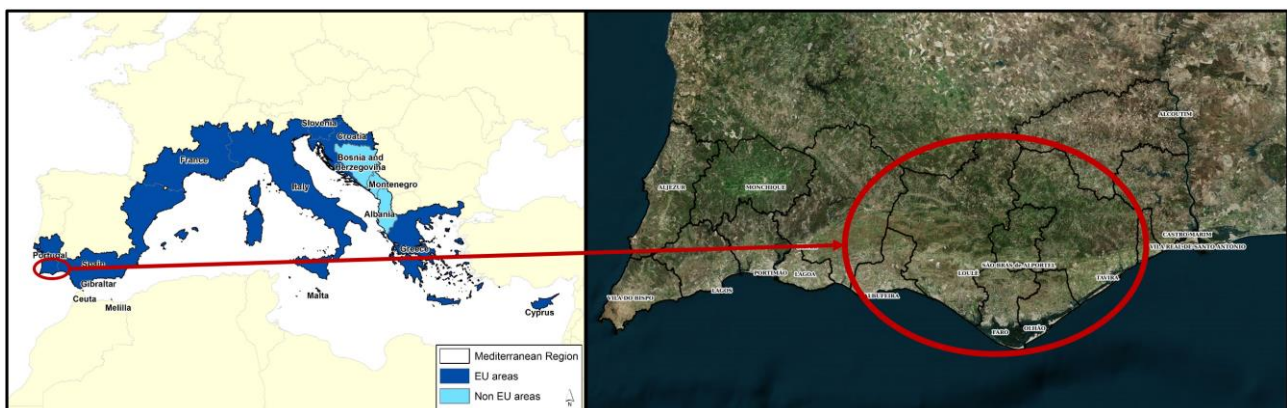 Slovenia
Croatia
France
Bosnia and
Herzegovina
Italy
Montenegro
Albania
Portugal
Spain
Greece
Gibraltar
Ceuta
Melilla
Malta
Cyprus
Mediterranean Region
EU areas
Non EU areas
N
ALCOUTIM
ALJEZUR
MONCHIQUE
CASTRO MARIM
VILA REAL DE SANTO ANTÓNIO
SÃO BRÁS de ALPORTEL
LOULÉ
TAVIRA
PORTIMÃO
LAGOA
LAGOS
VILA DO BISPO
FARO
OLHÃO